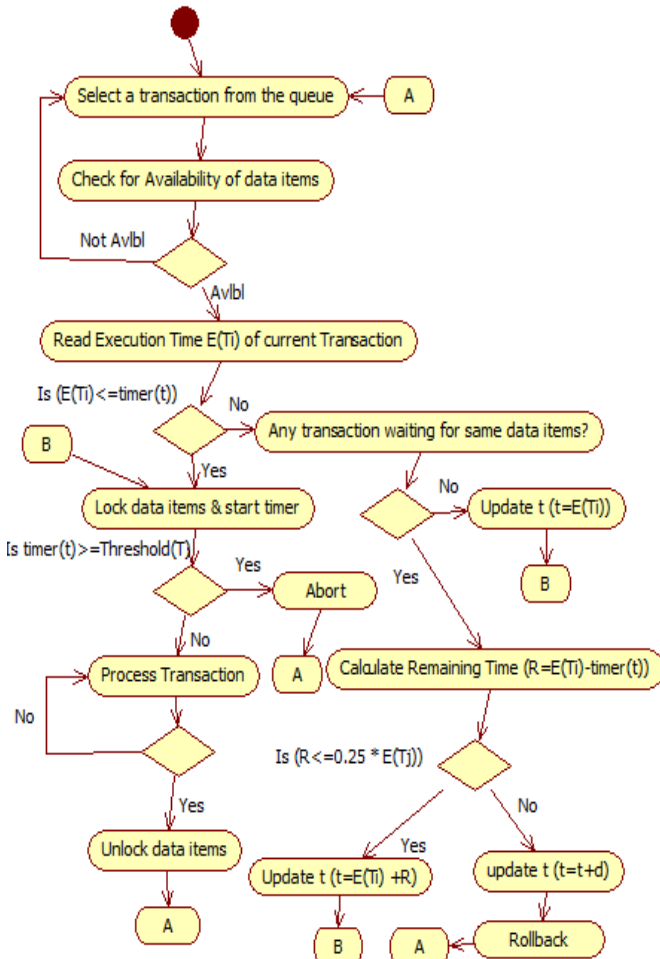 Select a transaction from the queue
A
Check for Availability of data items
Not Avlbl
Avlbl
Read Execution Time E(Ti) of current Transaction
Is (E(Ti)<=timer(t))
No
Any transaction waiting for same data items?
B
Yes
Lock data items & start timer
No
Update t (t=E(Ti))
Is timer(t)>=Threshold(T)
Yes
Abort
Yes
B
No
A
Process Transaction
Calculate Remaining Time (R=E(Ti)-timer(t))
No
Is (R<=0.25 * E(Tj))
Yes
No
Unlock data items
Yes
Update t (t=E(Ti) +R)
update t (t=t+d)
A
B
A
Rollback